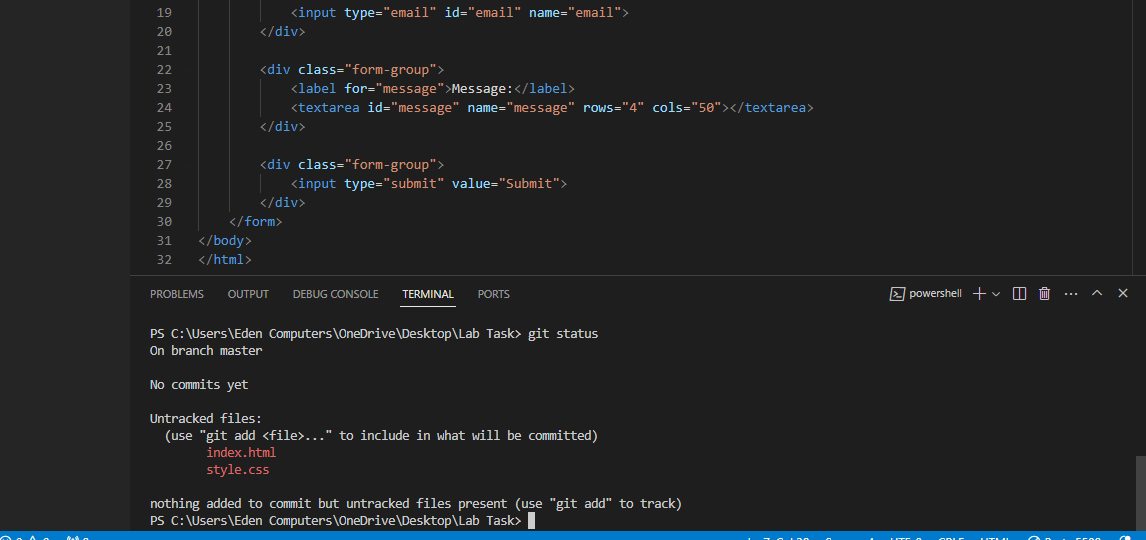 19 <input type="email" id="email" name="email">
20 </div>
21
22 <div class="form-group">
23 <label for="message">Message:</label>
24 <textarea id="message" name="message" rows="4" cols="50"></textarea>
25 </div>
26
27 <div class="form-group">
28 <input type="submit" value="Submit">
29 </div>
30 </form>
31 </body>
32 </html>
PROBLEMS OUTPUT DEBUG CONSOLE TERMINAL PORTS powershell
PS C:\Users\Eden Computers\OneDrive\Desktop\Lab Task> git status
On branch master
No commits yet
Untracked files:
(use "git add <file>..." to include in what will be committed)
index.html
style.css
nothing added to commit but untracked files present (use "git add" to track)
PS C:\Users\Eden Computers\OneDrive\Desktop\Lab Task>